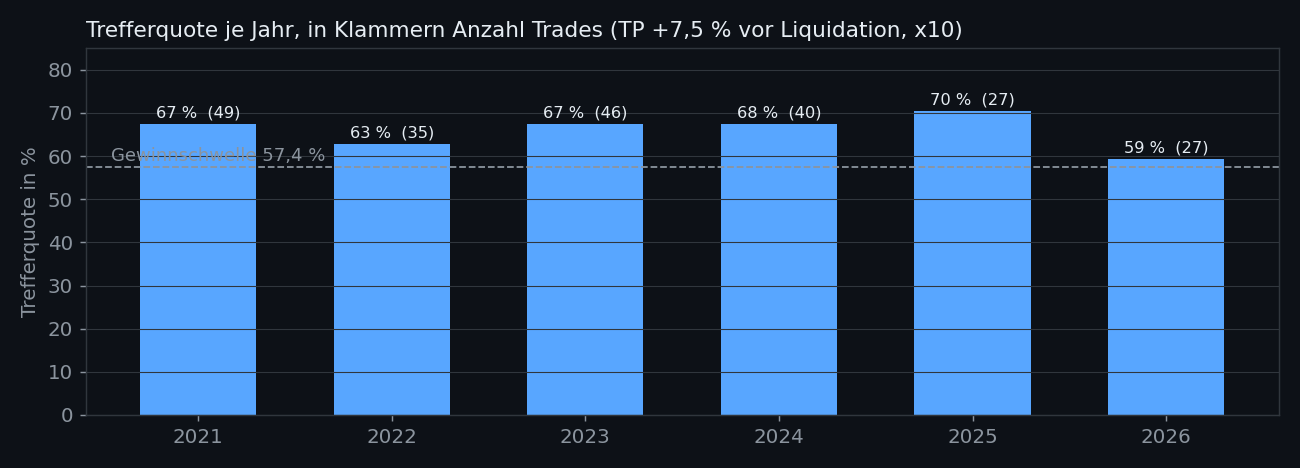 Trefferquote je Jahr, in Klammern Anzahl Trades (TP +7,5 % vor Liquidation, x10)
Trefferquote in %
80
70
60
50
40
30
20
10
0
67 % (49)
63 % (35)
67 % (46)
68 % (40)
70 % (27)
59 % (27)
Gewinnschwelle 57,4 %
2021
2022
2023
2024
2025
2026